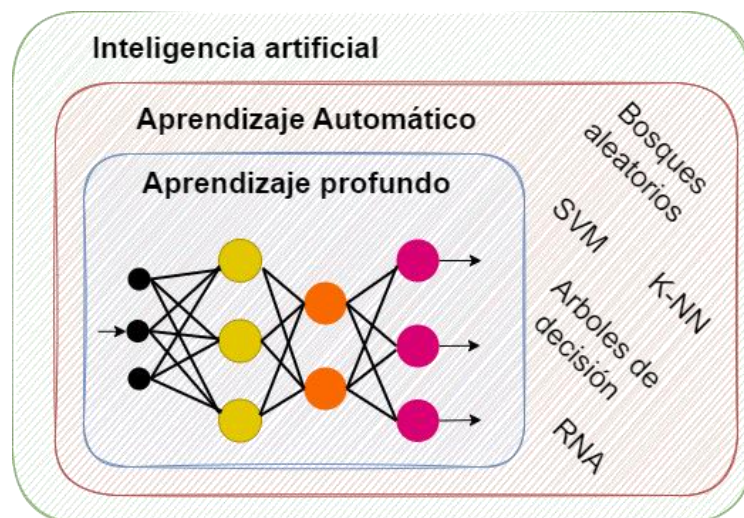 Inteligencia artificial
Aprendizaje Automático
Aprendizaje profundo
Bosques
aleatorios
SVM
K-NN
Arboles de
decisión
RNA